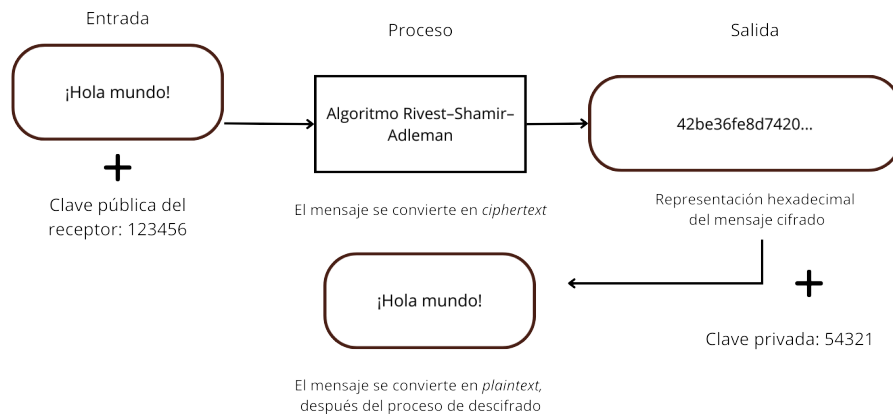 Entrada
Proceso
Salida
¡Hola mundo!
Algoritmo Rivest–Shamir–
Adleman
42be36fe8d7420...
Clave pública del
receptor: 123456
El mensaje se convierte en ciphertext
Representación hexadecimal
del mensaje cifrado
¡Hola mundo!
Clave privada: 54321
El mensaje se convierte en plaintext,
después del proceso de descifrado